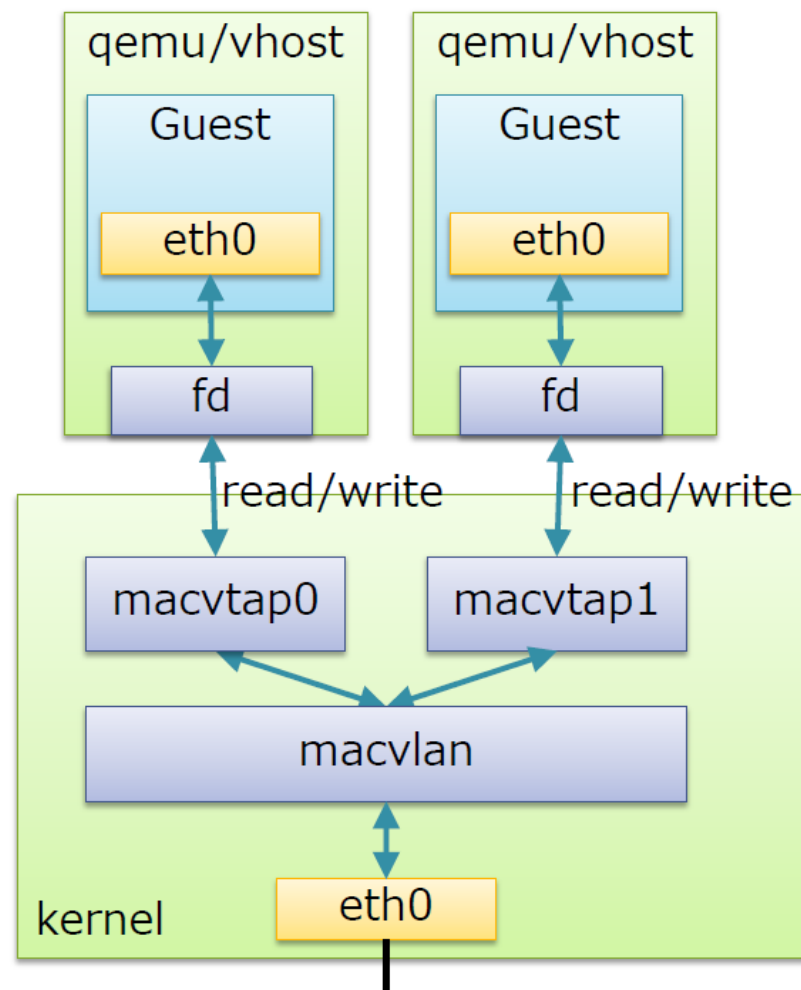 qemu/vhost
Guest
eth0
fd
read/write
qemu/vhost
Guest
eth0
fd
read/write
macvtap0
macvtap1
macvlan
eth0
kernel